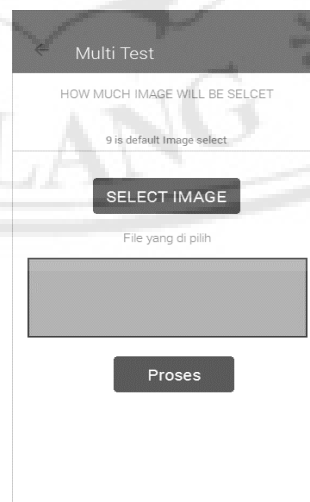 Multi Test
HOW MUCH IMAGE WILL BE SELCET
9 is default Image select
SELECT IMAGE
File yang di pilih
Proses